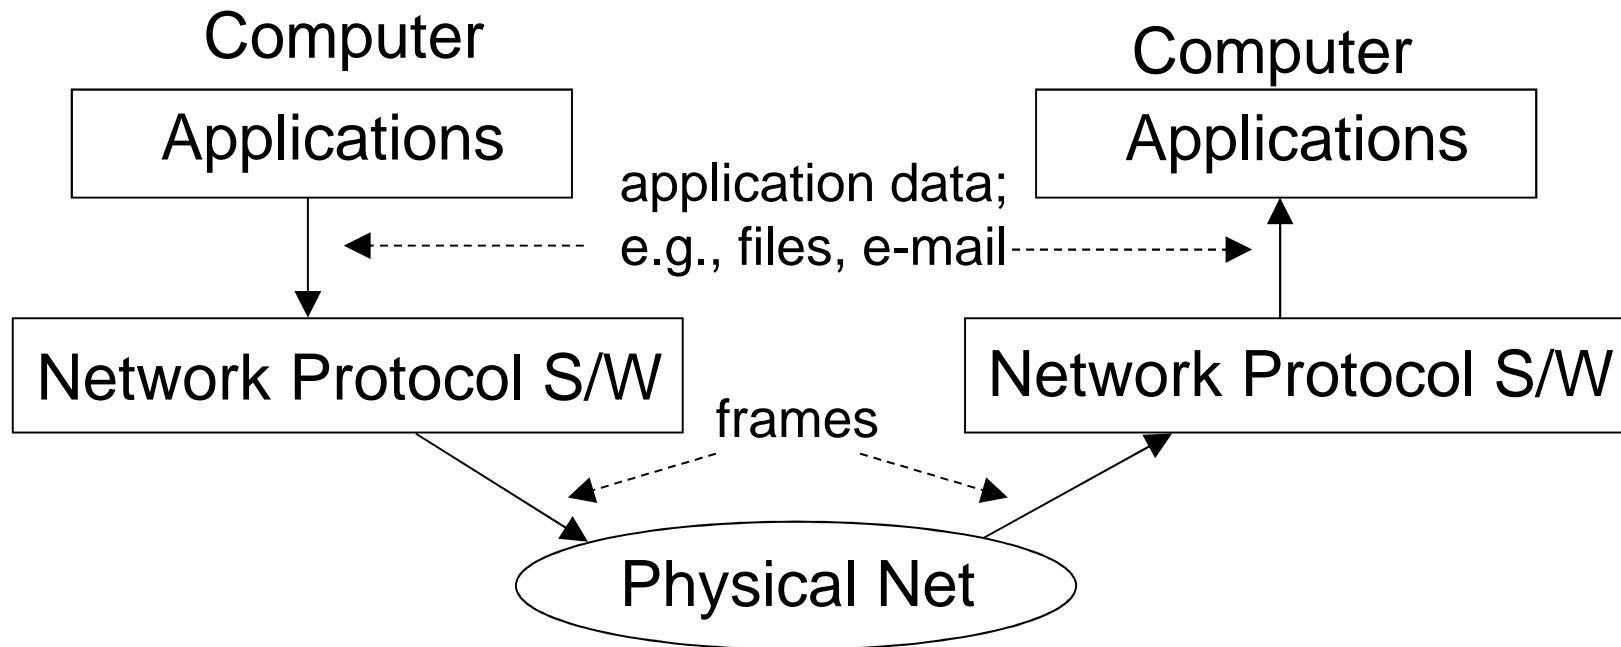 Computer
Applications
Computer
Applications
application data;
e.g., files, e-mail
Network Protocol S/W
Network Protocol S/W
frames
Physical Net